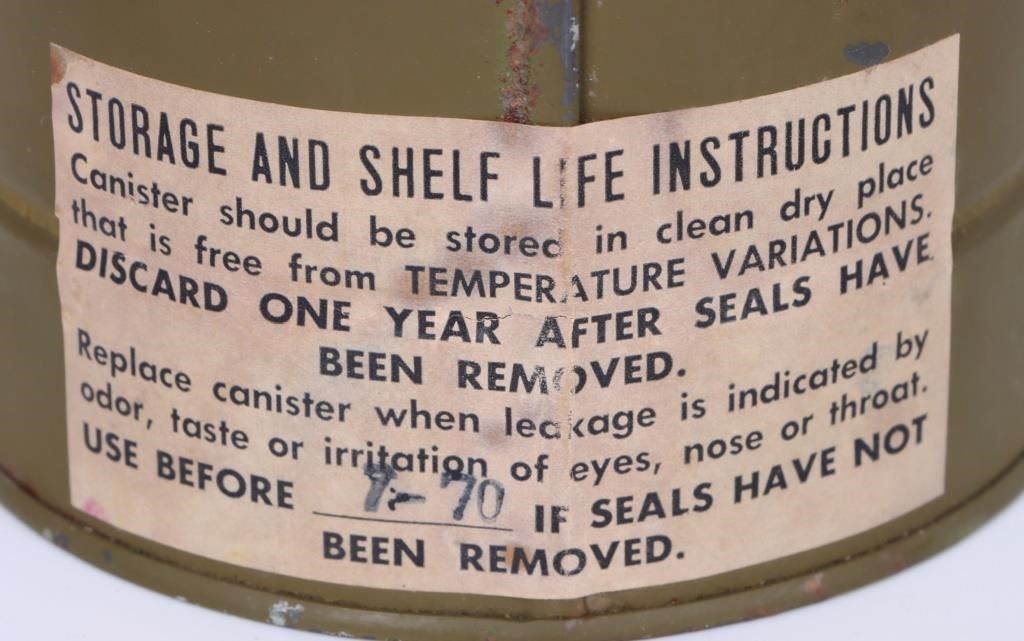 STORAGE AND SHELF LIFE INSTRUCTIONS
Canister should be stored in clean dry place
that is free from TEMPERATURE VARIATIONS.
DISCARD ONE YEAR AFTER SEALS HAVE
BEEN REMOVED.
Replace canister when leakage is indicated by
odor, taste or irritation of eyes, nose or throat.
USE BEFORE 7-70 IF SEALS HAVE NOT
BEEN REMOVED.